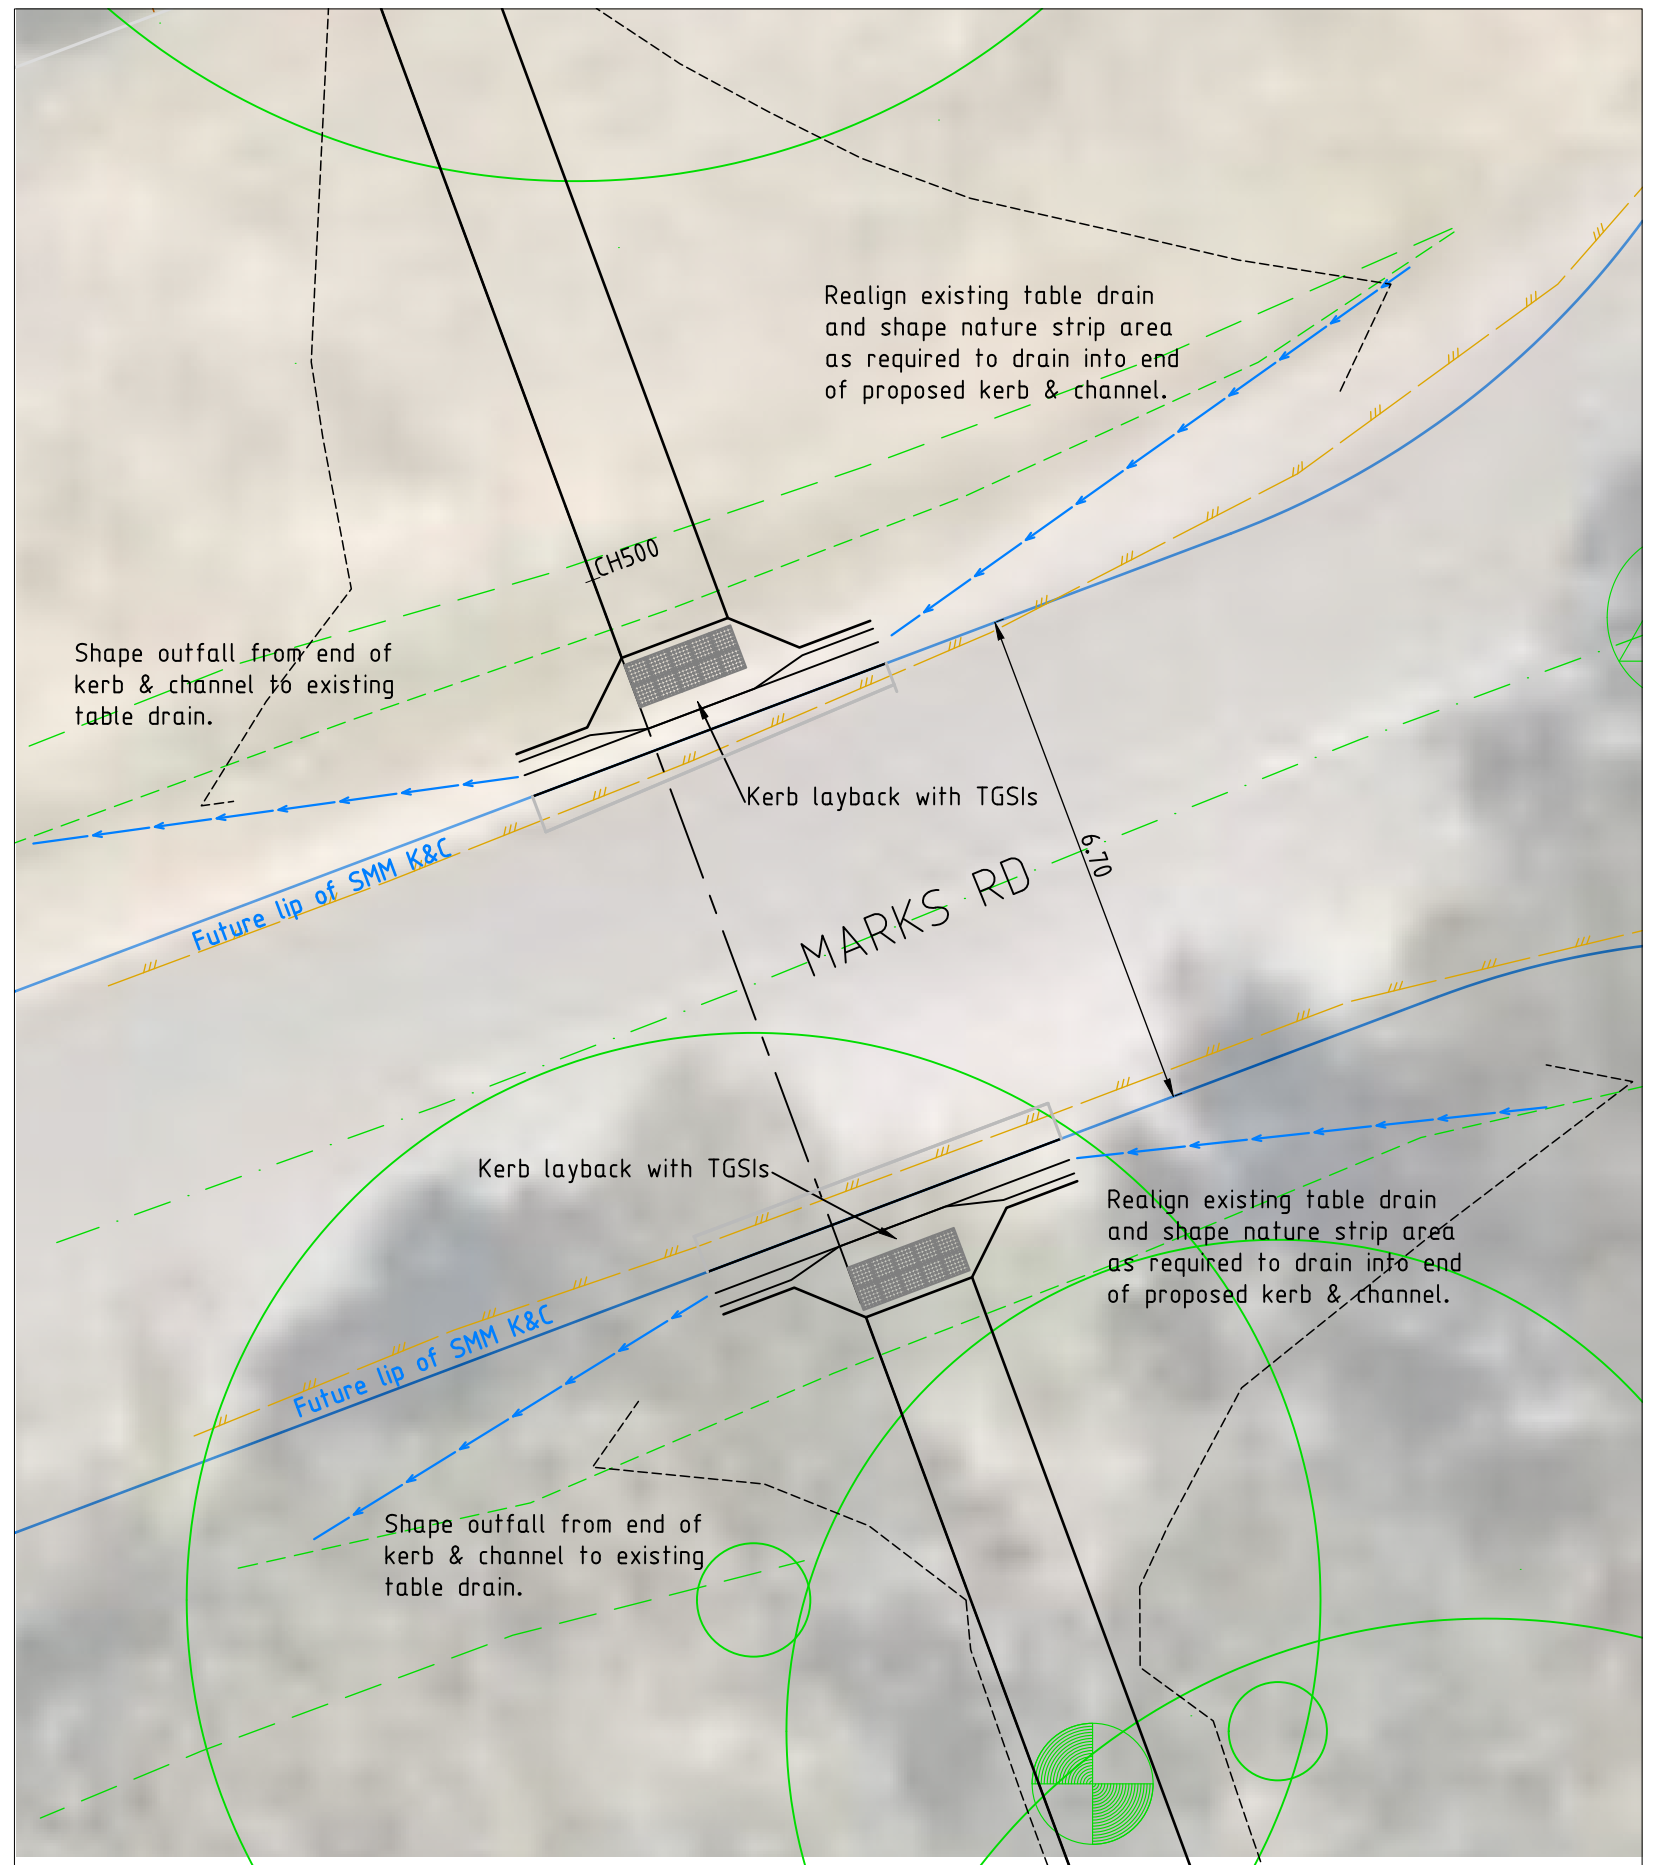 Realign existing table drain
and shape nature strip area
as required to drain into end
of proposed kerb & channel.
CH500
Shape outfall from end of
kerb & channel to existing
table drain.
Kerb layback with TGSIs
6.70
Future lip of SMM K&C
MARKS RD
Kerb layback with TGSIs
Realign existing table drain
and shape nature strip area
as required to drain into end
of proposed kerb & channel.
Future lip of SMM K&C
Shape outfall from end of
kerb & channel to existing
table drain.